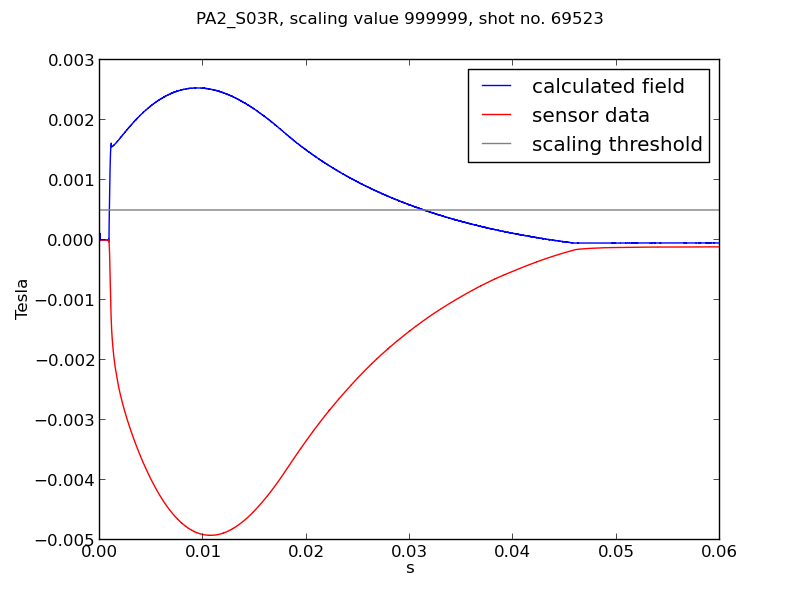 PA2_S03R, scaling value 999999, shot no. 69523
calculated field
sensor data
scaling threshold
Tesla
0.003
0.002
0.001
0.000
−0.001
−0.002
−0.003
−0.004
−0.005
0.00 0.01 0.02 0.03 0.04 0.05 0.06
s